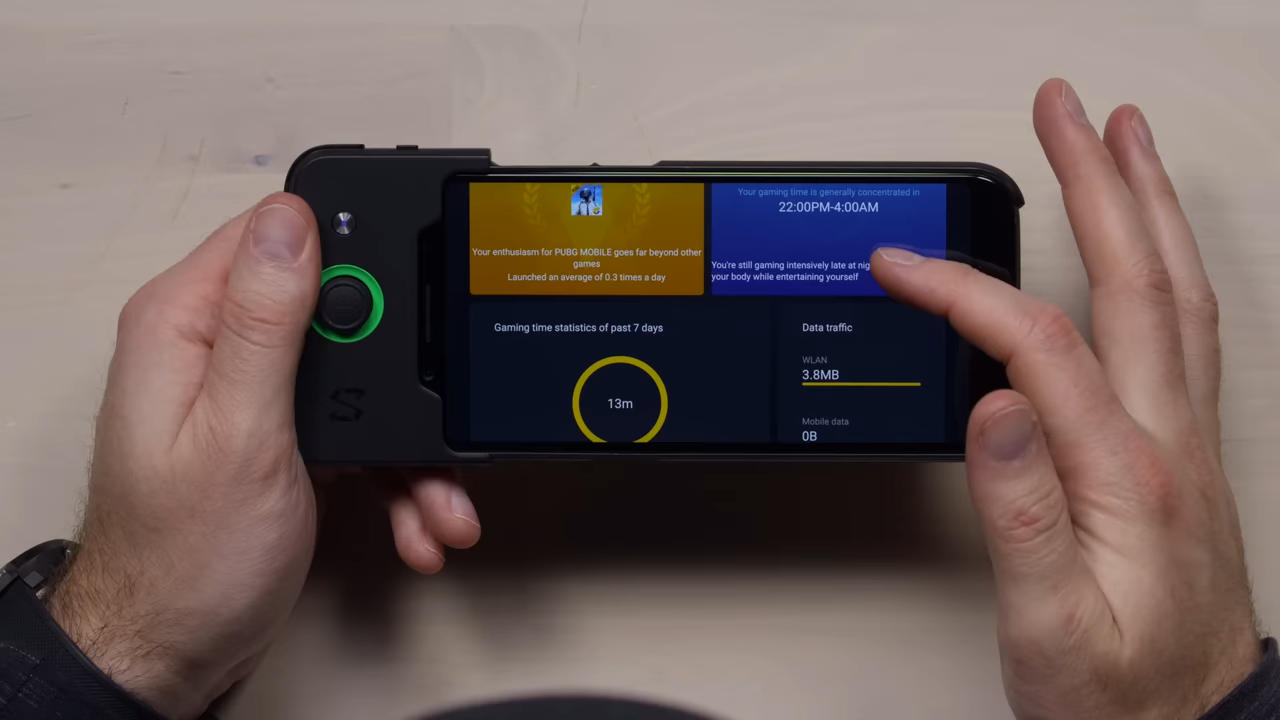 Your enthusiasm for PUBG MOBILE goes far beyond other
games
Launched an average of 0.3 times a day
Your gaming time is generally concentrated in
22:00PM-4:00AM
You're still gaming intensively late at
your body while entertaining yourself
Gaming time statistics of past 7 days
13m
Data traffic
WLAN
3.8MB
Mobile data
0B